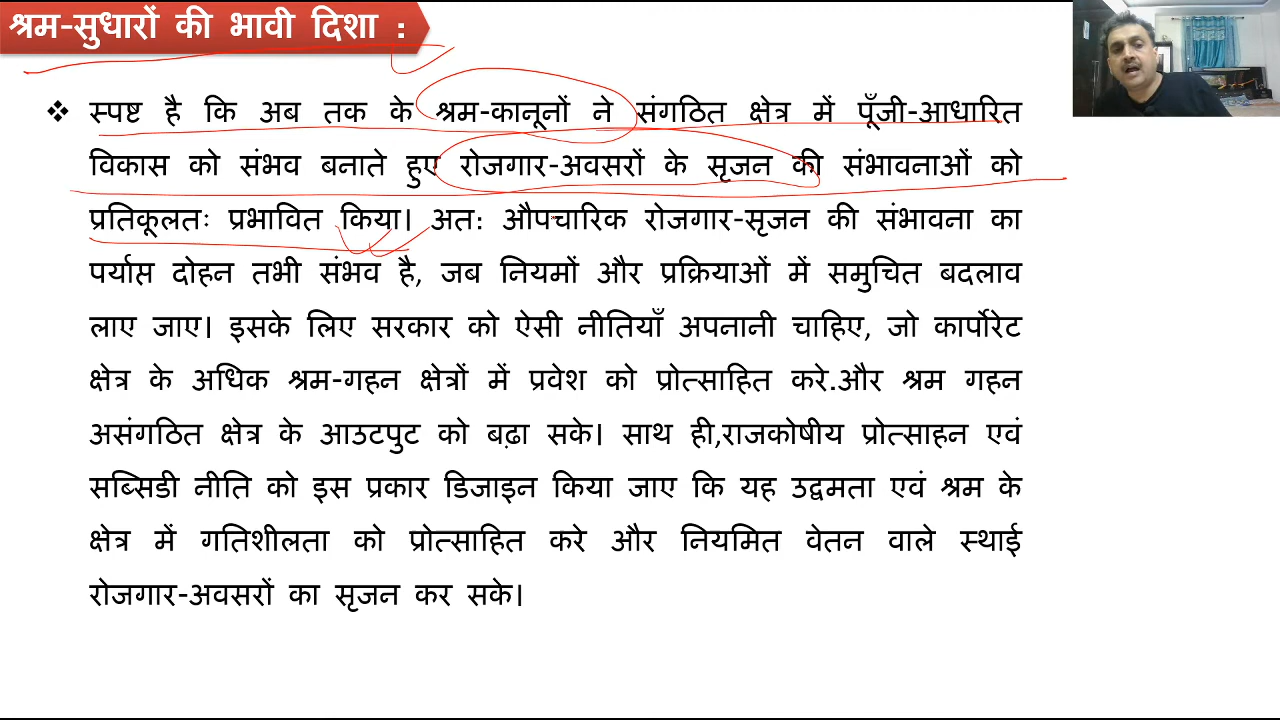 श्रम-सुधारों की भावी दिशा :
❖ स्पष्ट है कि अब तक के श्रम-कानूनों ने संगठित क्षेत्र में पूँजी-आधारित
विकास को संभव बनाते हुए रोजगार-अवसरों के सृजन की संभावनाओं को
प्रतिकूलतः प्रभावित किया। अत: औपचारिक रोजगार-सृजन की संभावना का
पर्याप्त दोहन तभी संभव है, जब नियमों और प्रक्रियाओं में समुचित बदलाव
लाए जाए। इसके लिए सरकार को ऐसी नीतियाँ अपनानी चाहिए, जो कार्पोरेट
क्षेत्र के अधिक श्रम-गहन क्षेत्रों में प्रवेश को प्रोत्साहित करे.और श्रम गहन
असंगठित क्षेत्र के आउटपुट को बढ़ा सके। साथ ही,राजकोषीय प्रोत्साहन एवं
सब्सिडी नीति को इस प्रकार डिजाइन किया जाए कि यह उद्वमता एवं श्रम के
क्षेत्र में गतिशीलता को प्रोत्साहित करे और नियमित वेतन वाले स्थाई
रोजगार-अवसरों का सृजन कर सके।